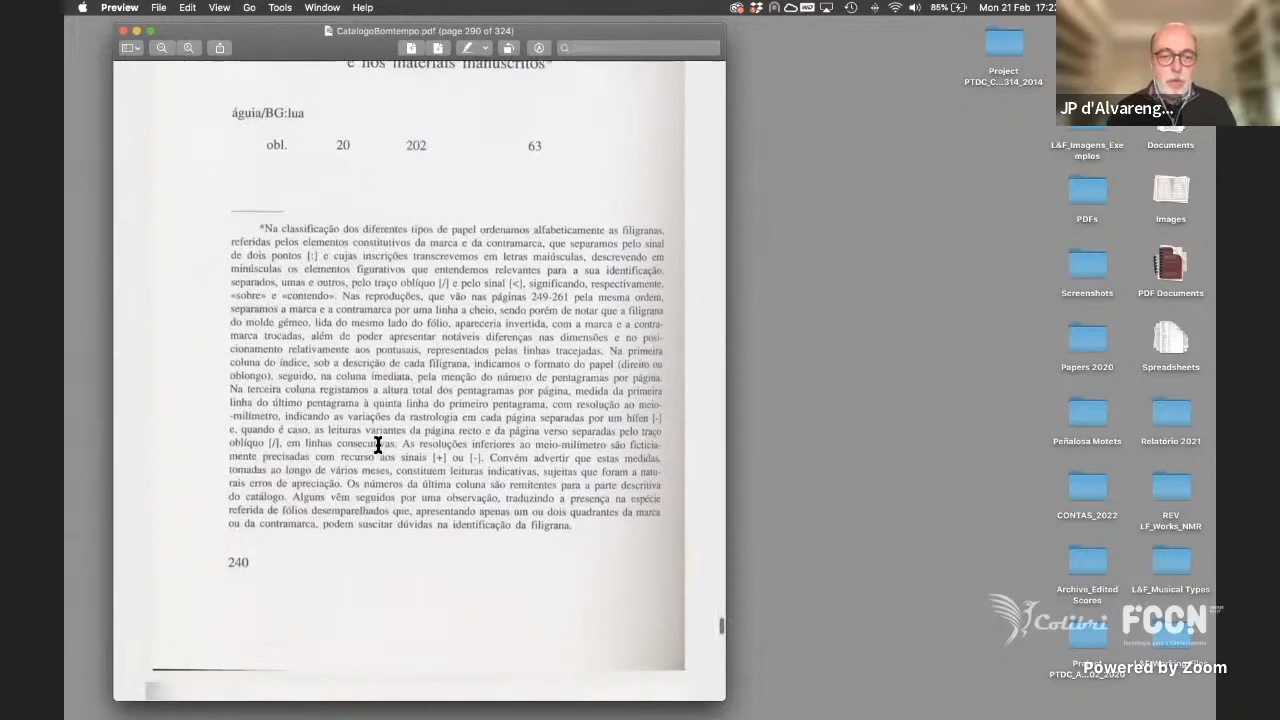 Preview File Edit View Go Tools Window Help
85% Mon 21 Feb 17:22
CatalogoBomtempo.pdf (page 290 of 324)
e nos materiais manuscritos*
águia/BG:lua
obl. 20 202 63
*Na classificação dos diferentes tipos de papel ordenamos alfabeticamente as filigranas,
referidas pelos elementos constitutivos da marca e da contramarca, que separamos pelo sinal
de dois pontos [:] e cujas inscrições transcrevemos em letras maiúsculas, descrevendo em
minúsculas os elementos figurativos que entendemos relevantes para a sua identificação,
separados, umas e outros, pelo traço oblíquo [/] e pelo sinal [<], significando, respectivamente,
«sobre» e «contendo». Nas reproduções, que vão nas páginas 249-261 pela mesma ordem,
separamos a marca e a contramarca por uma linha a cheio, sendo porém de notar que a filigrana
do molde gémeo, lida do mesmo lado do fólio, apareceria invertida, com a marca e a contra-
marca trocadas, além de poder apresentar notáveis diferenças nas dimensões e no posi-
cionamento relativamente aos pontusais, representados pelas linhas tracejadas. Na primeira
coluna do índice, sob a descrição de cada filigrana, indicamos o formato do papel (direito ou
oblongo), seguido, na coluna imediata, pela menção do número de pentagramas por página.
Na terceira coluna registamos a altura total dos pentagramas por página, medida da primeira
linha do último pentagrama à quinta linha do primeiro pentagrama, com resolução ao meio-
-milímetro, indicando as variações da rastrologia em cada página separadas por um hífen [-]
e, quando é caso, as leituras variantes da página recto e da página verso separadas pelo traço
oblíquo [/], em linhas consecutivas. As resoluções inferiores ao meio-milímetro são ficticia-
mente precisadas com recurso aos sinais [+] ou [-]. Convém advertir que estas medidas,
tomadas ao longo de vários meses, constituem leituras indicativas, sujeitas que foram a natu-
rais erros de apreciação. Os números da última coluna são remitentes para a parte descritiva
do catálogo. Alguns vêm seguidos por uma observação, traduzindo a presença na espécie
referida de fólios desemparelhados que, apresentando apenas um ou dois quadrantes da marca
ou da contramarca, podem suscitar dúvidas na identificação da filigrana.
240
Project
PTDC_C...314_2014
JP d'Alvareng...
L&F_Imagens_Exe
mplos
Documents
PDFs
Images
Screenshots
PDF Documents
Papers 2020
Spreadsheets
Peñalosa Motets
Relatório 2021
CONTAS_2022
REV
LF_Works_NMR
Archive_Edited
Scores
L&F_Musical Types
Colibri FCCN
PTDC_A...02_2020
Powered by Zoom